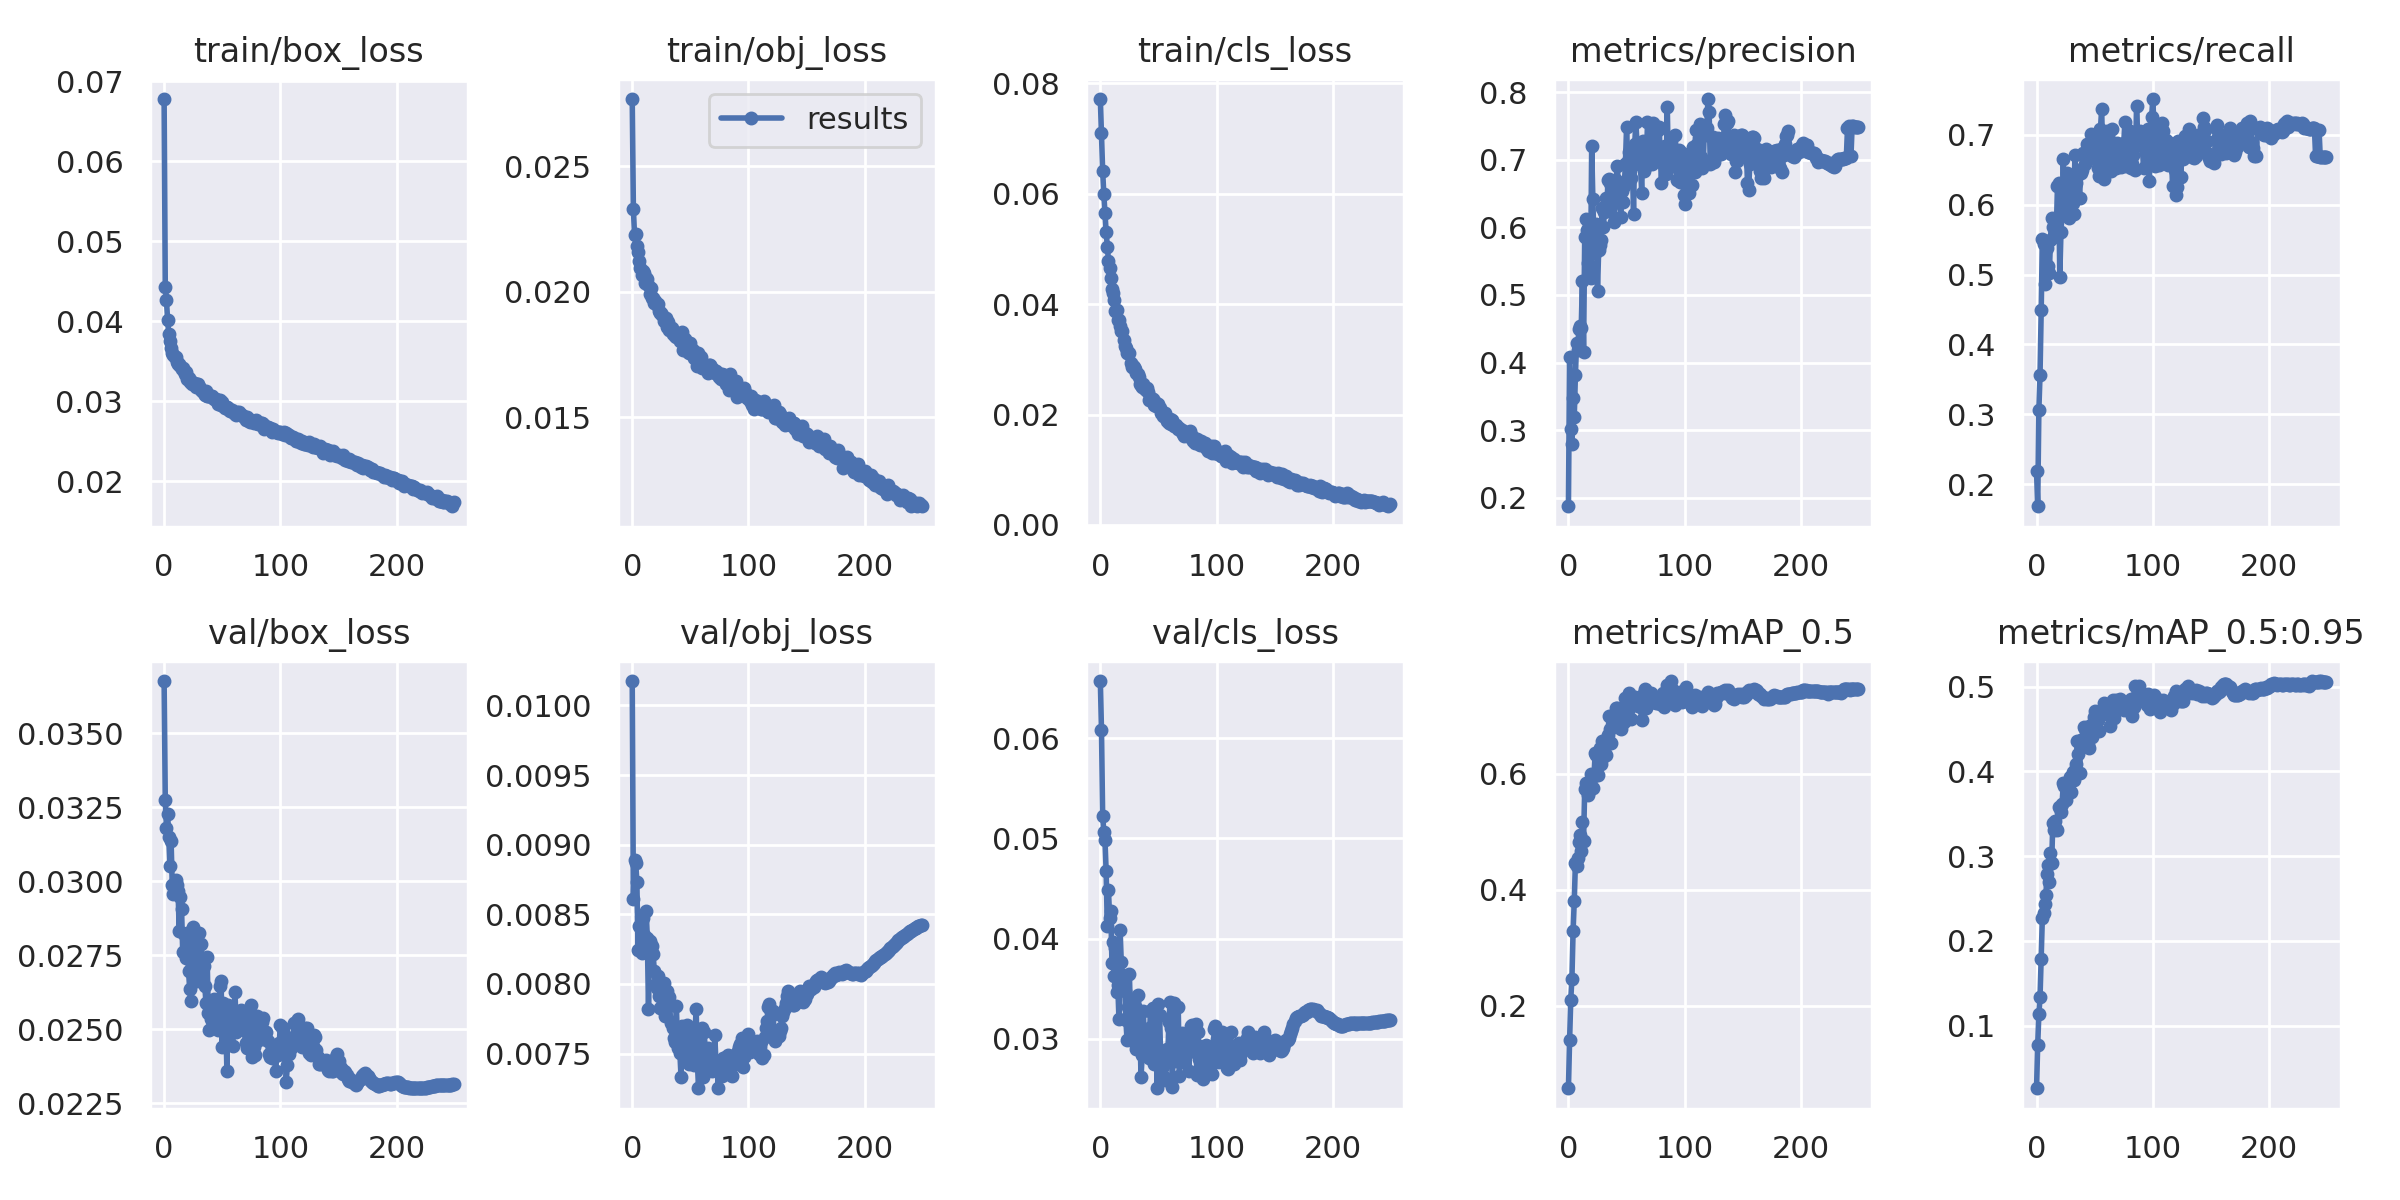 train/box_loss
0.07
0.06
0.05
0.04
0.03
0.02
0 100 200
train/obj_loss
results
0.025
0.020
0.015
0 100 200
train/cls_loss
0.08
0.06
0.04
0.02
0.00
0 100 200
metrics/precision
0.8
0.7
0.6
0.5
0.4
0.3
0.2
0 100 200
metrics/recall
0.7
0.6
0.5
0.4
0.3
0.2
0 100 200
val/box_loss
0.0350
0.0325
0.0300
0.0275
0.0250
0.0225
0 100 200
val/obj_loss
0.0100
0.0095
0.0090
0.0085
0.0080
0.0075
0 100 200
val/cls_loss
0.06
0.05
0.04
0.03
0 100 200
metrics/mAP_0.5
0.6
0.4
0.2
0 100 200
metrics/mAP_0.5:0.95
0.5
0.4
0.3
0.2
0.1
0 100 200